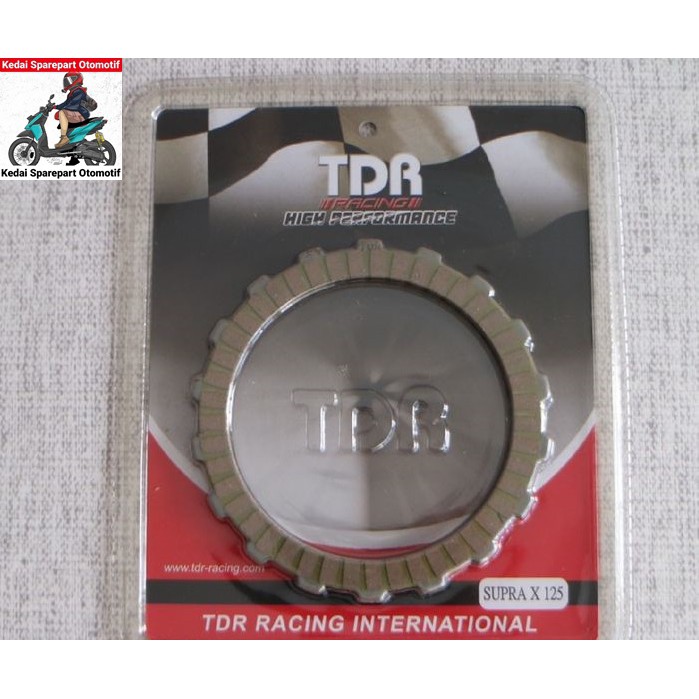 Kedai Sparepart Otomotif
Kedai Sparepart Otomotif
TDR
RACING
HIGH PERFORMANCE
TDR
www.tdr-racing.com
SUPRA X 125
TDR RACING INTERNATIONAL